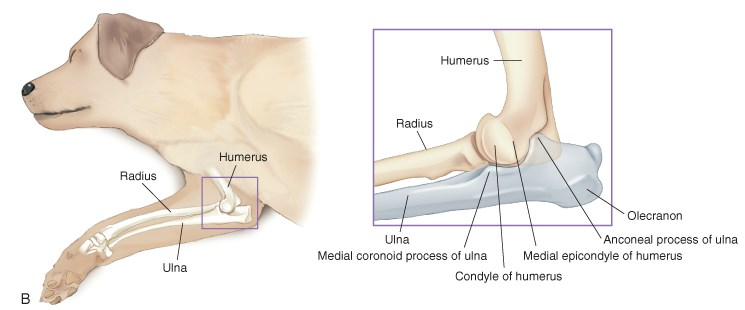 Humerus
Radius
Ulna
B
Humerus
Radius
Olecranon
Ulna
Anconeal process of ulna
Medial coronoid process of ulna
Medial epicondyle of humerus
Condyle of humerus